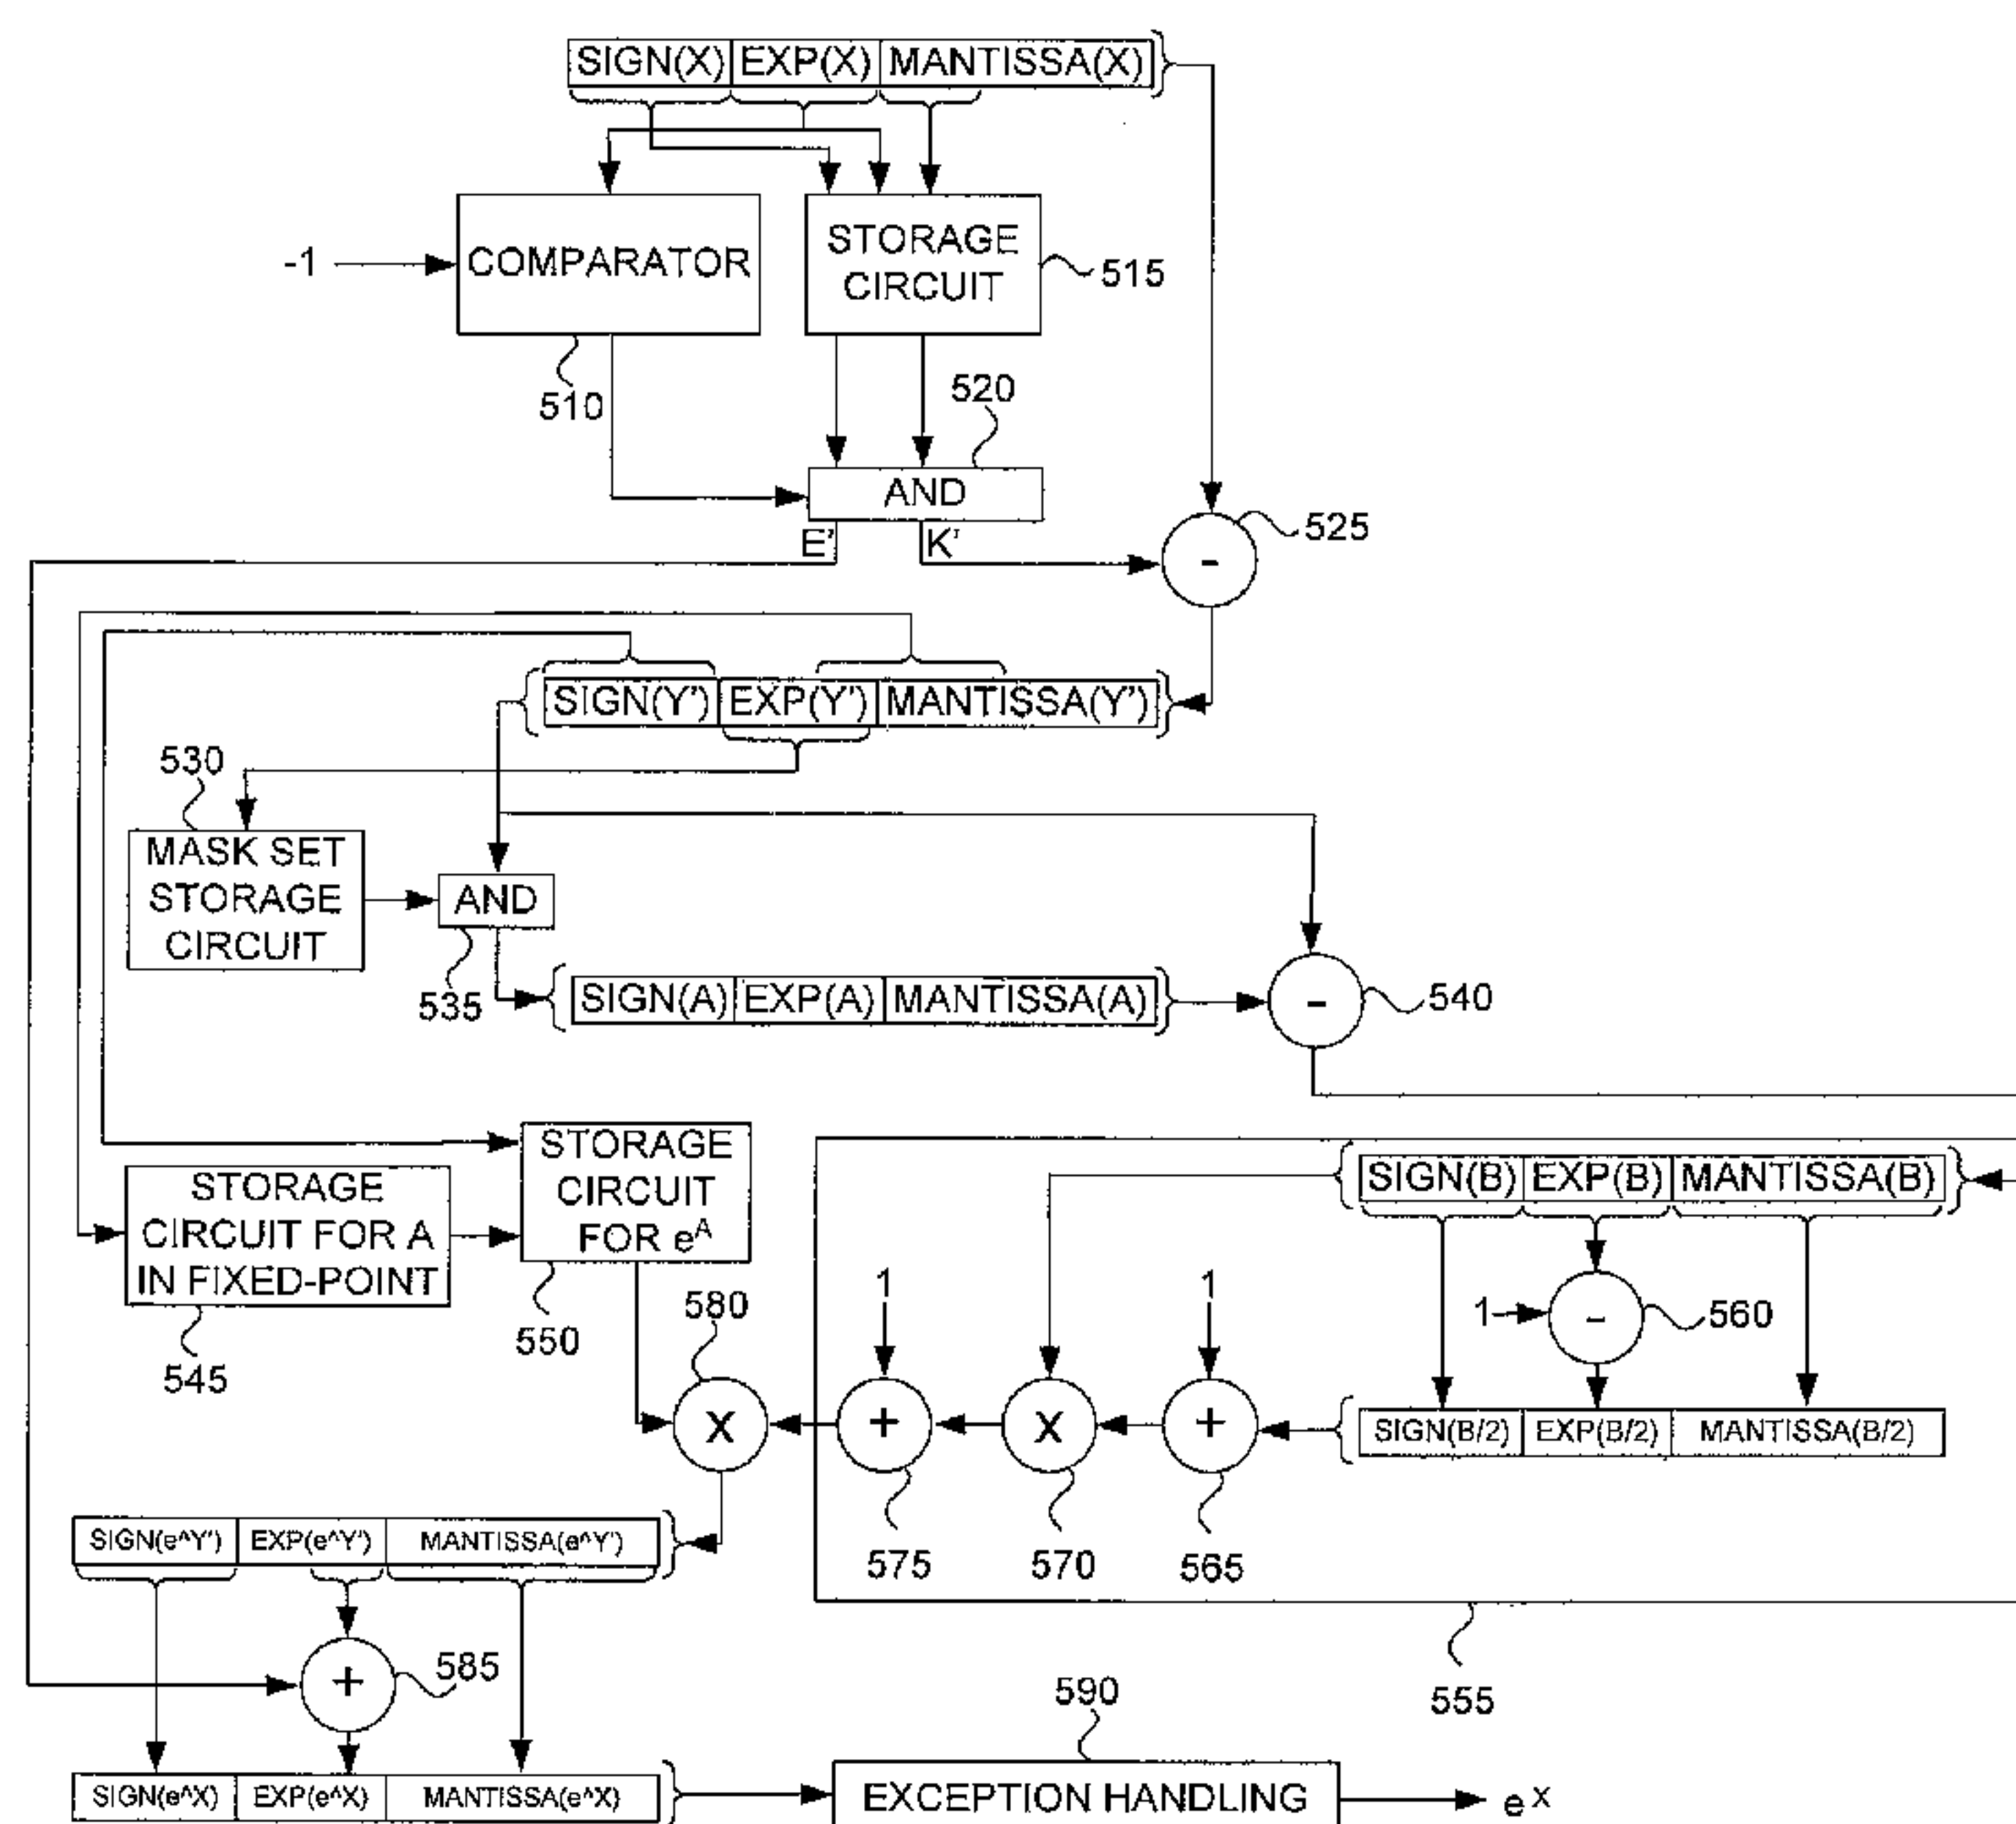 SIGN(X) EXP(X) MANTISSA(X)
-1
COMPARATOR
STORAGE
CIRCUIT
515
510
520
AND
E'
K'
525
-
SIGN(Y') EXP(Y') MANTISSA(Y')
530
MASK SET
STORAGE
CIRCUIT
AND
535
SIGN(A) EXP(A) MANTISSA(A)
-
540
STORAGE
CIRCUIT FOR A
IN FIXED-POINT
545
STORAGE
CIRCUIT
FOR e^A
550
SIGN(B) EXP(B) MANTISSA(B)
1
-
560
SIGN(B/2) EXP(B/2) MANTISSA(B/2)
580
1
1
X
+
X
+
575
570
565
555
SIGN(e^Y') EXP(e^Y') MANTISSA(e^Y')
+
585
SIGN(e^X) EXP(e^X) MANTISSA(e^X)
590
EXCEPTION HANDLING
e^X